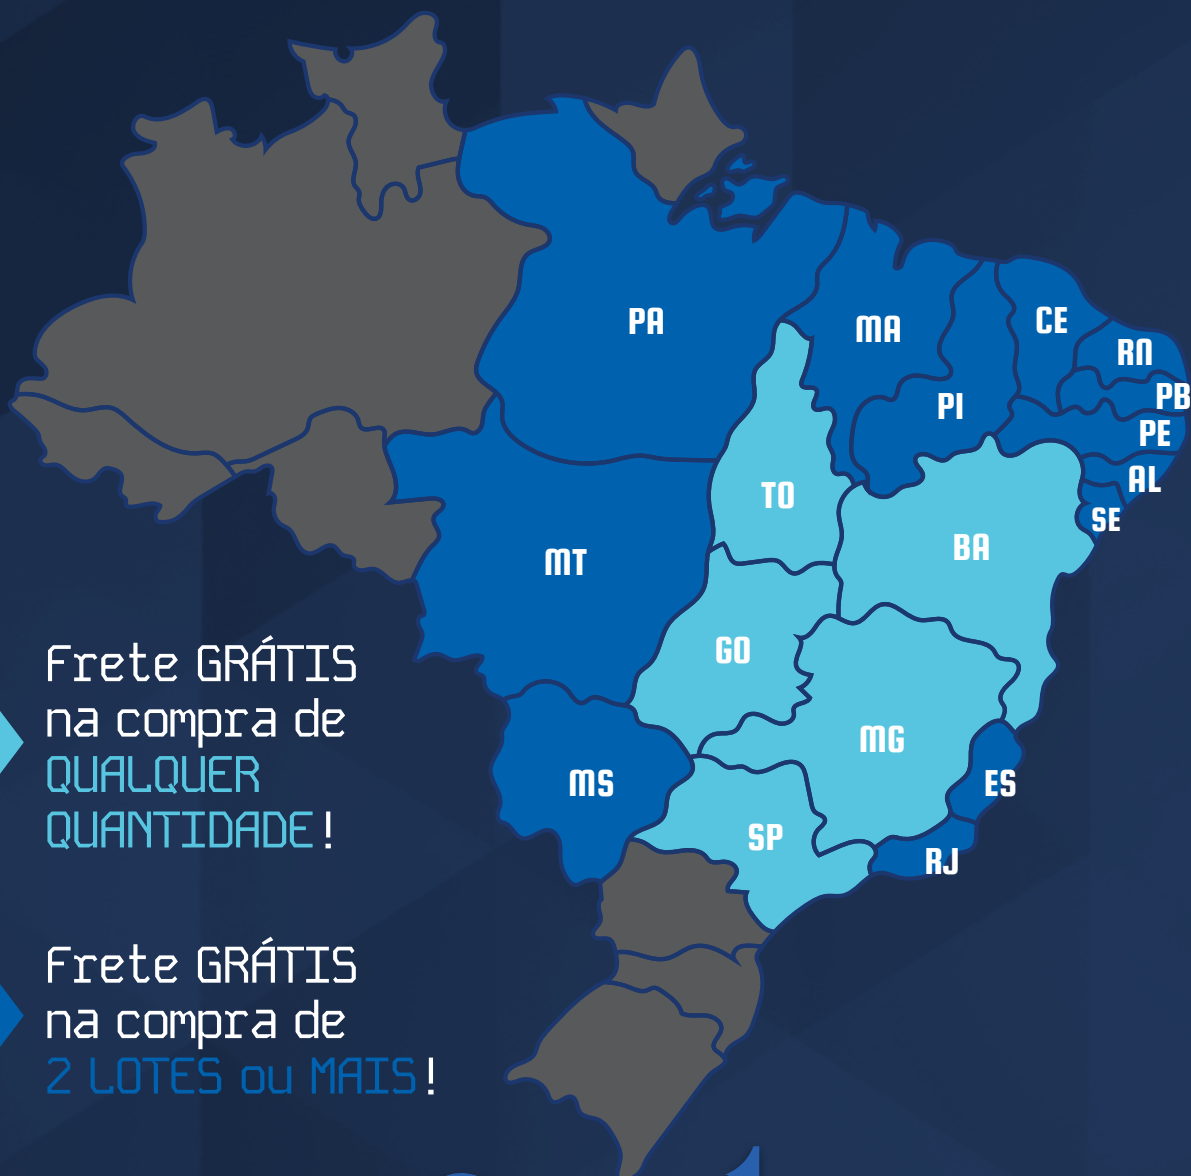 PA
MA
CE
RN
PB
PI
PE
AL
TO
SE
BA
MT
GO
MG
MS
ES
SP
RJ
Frete GRÁTIS
na compra de
QUALQUER
QUANTIDADE!
Frete GRÁTIS
na compra de
2 LOTES ou MAIS!